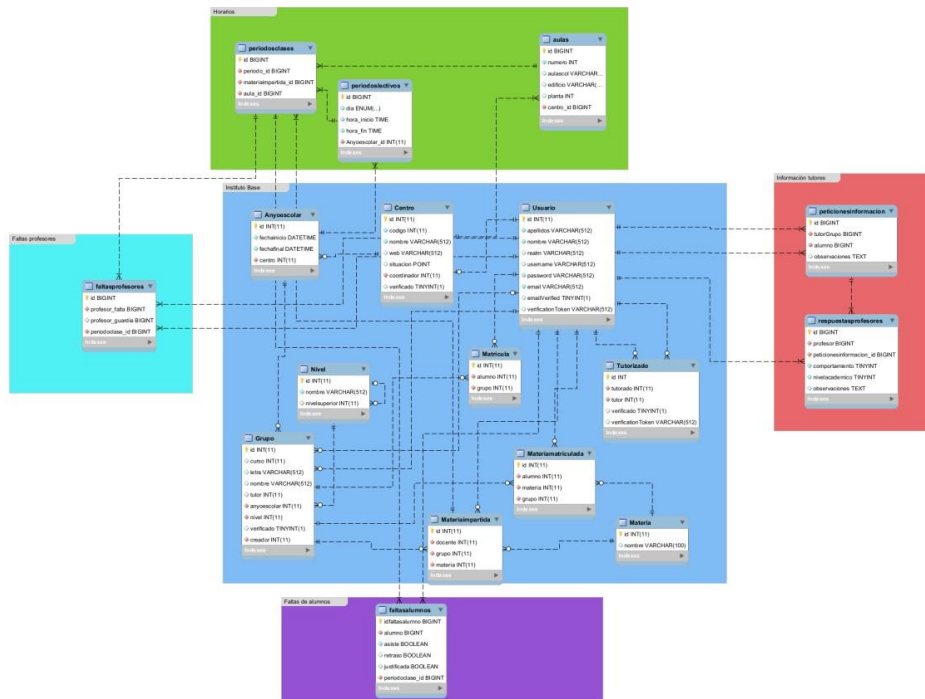 Horarios
periodosclases
id BIGINT
periodo_id BIGINT
materiaimpartida_id BIGINT
aula_id BIGINT
Indexes
periodoslectivos
id BIGINT
dia ENUM(...)
hora_inicio TIME
hora_fin TIME
Anyoescolar_id INT(11)
Indexes
aulas
id BIGINT
numero INT
aulascol VARCHAR...
edificio VARCHAR(...
planta INT
centro_id BIGINT
Indexes
Instituto Base
Anyoescolar
id INT(11)
fechainicio DATETIME
fechafinal DATETIME
centro INT(11)
Indexes
Centro
id INT(11)
codigo INT(11)
nombre VARCHAR(512)
web VARCHAR(512)
situacion POINT
coordinador INT(11)
verificado TINYINT(1)
Indexes
Usuario
id INT(11)
apellidos VARCHAR(512)
nombre VARCHAR(512)
realm VARCHAR(512)
username VARCHAR(512)
password VARCHAR(512)
email VARCHAR(512)
emailVerified TINYINT(1)
verificationToken VARCHAR(512)
Indexes
Información tutores
peticionesinformacion
id BIGINT
tutorGrupo BIGINT
alumno BIGINT
observaciones TEXT
Indexes
respuestasprofesores
id BIGINT
profesor BIGINT
peticionesinformacion_id BIGINT
comportamiento TINYINT
nivelacademico TINYINT
observaciones TEXT
Indexes
Faltas profesores
faltasprofesores
id BIGINT
profesor_falta BIGINT
profesor_guardia BIGINT
periodoclase_id BIGINT
Indexes
Nivel
id INT(11)
nombre VARCHAR(512)
nivelsuperior INT(11)
Indexes
Matricula
id INT(11)
alumno INT(11)
grupo INT(11)
Indexes
Tutorizado
id INT
tutorado INT(11)
tutor INT(11)
verificado TINYINT(1)
verificationToken VARCHAR(512)
Indexes
Grupo
id INT(11)
curso INT(11)
letra VARCHAR(512)
nombre VARCHAR(512)
tutor INT(11)
anyoescolar INT(11)
nivel INT(11)
verificado TINYINT(1)
creador INT(11)
Indexes
Materiamatriculada
id INT(11)
alumno INT(11)
materia INT(11)
grupo INT(11)
Indexes
Materiaimpartida
id INT(11)
docente INT(11)
grupo INT(11)
materia INT(11)
Indexes
Materia
id INT(11)
nombre VARCHAR(100)
Indexes
Faltas de alumnos
faltasalumnos
idfaltasalumno BIGINT
alumno BIGINT
asiste BOOLEAN
retraso BOOLEAN
justificada BOOLEAN
periodoclase_id BIGINT
Indexes